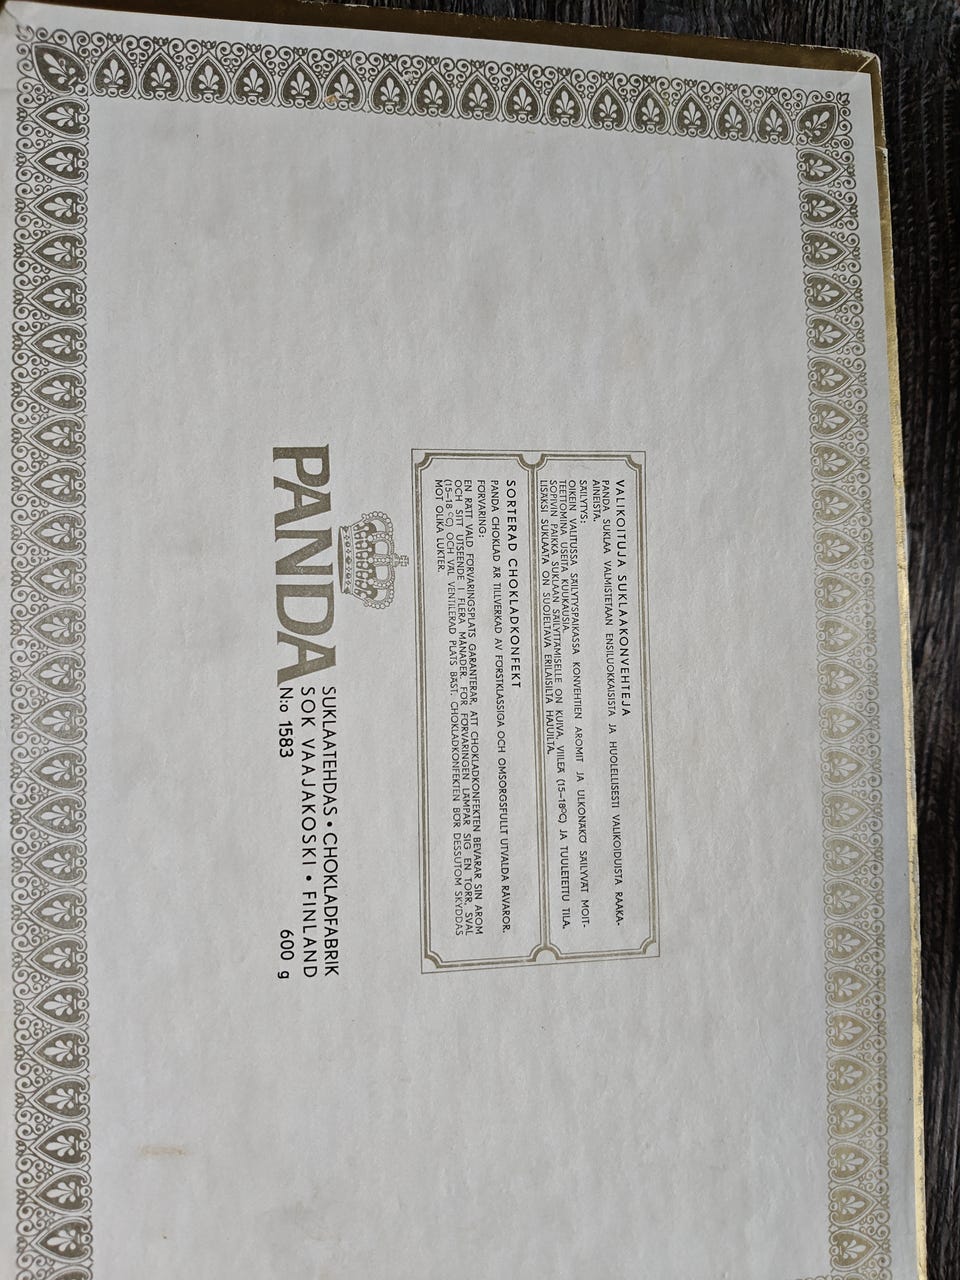 VALIKOITUJA SUKLAAKONVEHTEJA
PANDA SUKLAA VALMISTETAAN ENSILUOKKAISISTA JA HUOLELLISESTI VALIKOIDUISTA RAAKA-
AINEISTA.
SÄILYTYS:
OIKEIN VALITUSSA SÄILYTYSPAIKASSA KONVEHTIEN AROMIT JA ULKONÄKÖ SÄILYVÄT MOIT-
TEETTOMINA USEITA KUUKAUSIA.
SOPIVIN PAIKKA SUKLAAN SÄILYTTÄMISELLE ON KUIVA, VIILEÄ (15–18°C) JA TUULETETTU TILA.
LISÄKSI SUKLAATA ON SUOJELTAVA ERILAISILTA HAJUILTA.
SORTERAD CHOKLADKONFEKT
PANDA CHOKLAD ÄR TILLVERKAD AV FÖRSTKLASSIGA OCH OMSORGSFULLT UTVALDA RÅVAROR.
FÖRVARING:
EN RÄTT VALD FÖRVARINGSPLATS GARANTERAR, ATT CHOKLADKONFEKTEN BEVARAR SIN AROM
OCH SITT UTSEENDE I FLERA MÅNADER. FÖR FÖRVARINGEN LÄMPAR SIG EN TORR, SVAL
(15–18 °C) OCH VÄL VENTILERAD PLATS BÄST. CHOKLADKONFEKTEN BÖR DESSUTOM SKYDDAS
MOT OLIKA LUKTER.
PANDA
SUKLAATEHDAS • CHOKLADFABRIK
SOK VAAJAKOSKI • FINLAND
N:o 1583 600 g